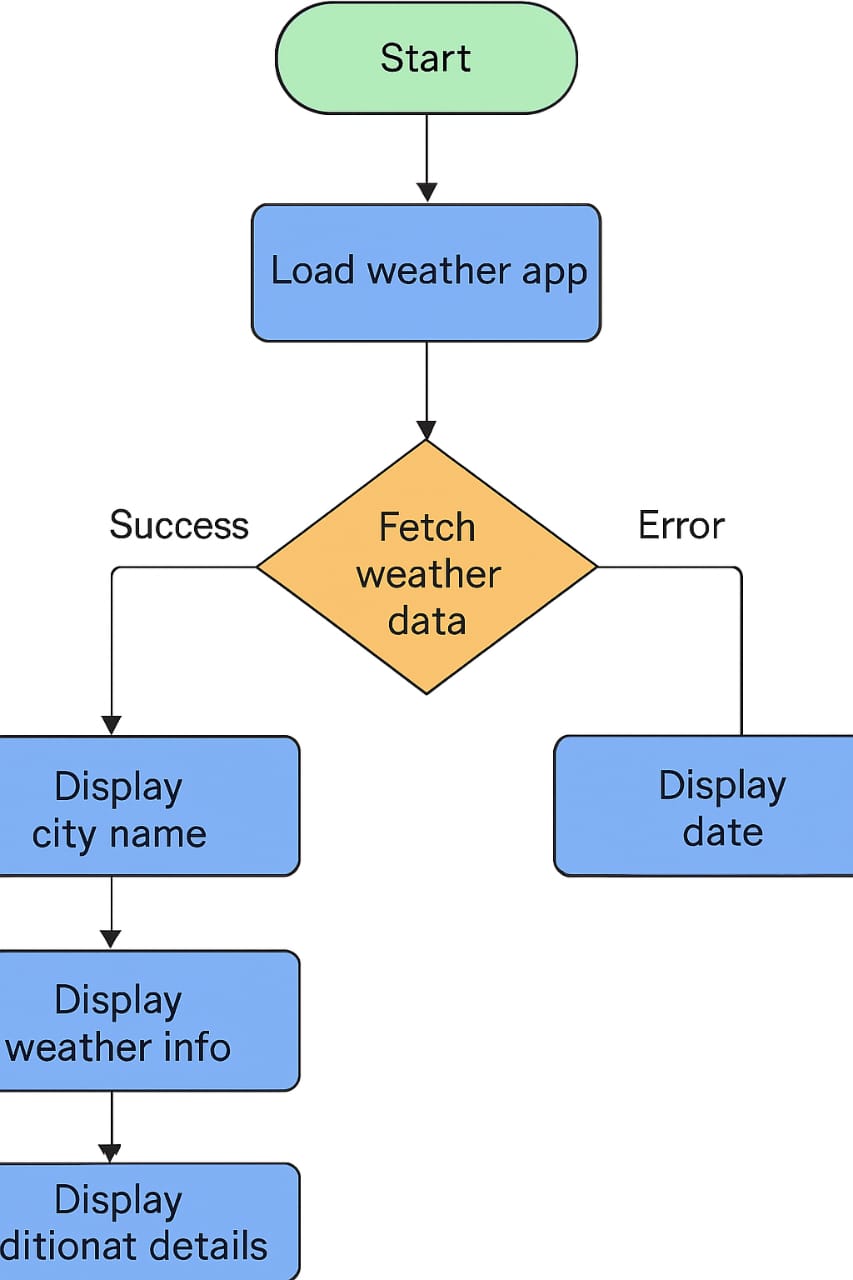 Start
Load weather app
Success
Fetch
weather
data
Error
Display
city name
Display
date
Display
weather info
Display
ditionat details